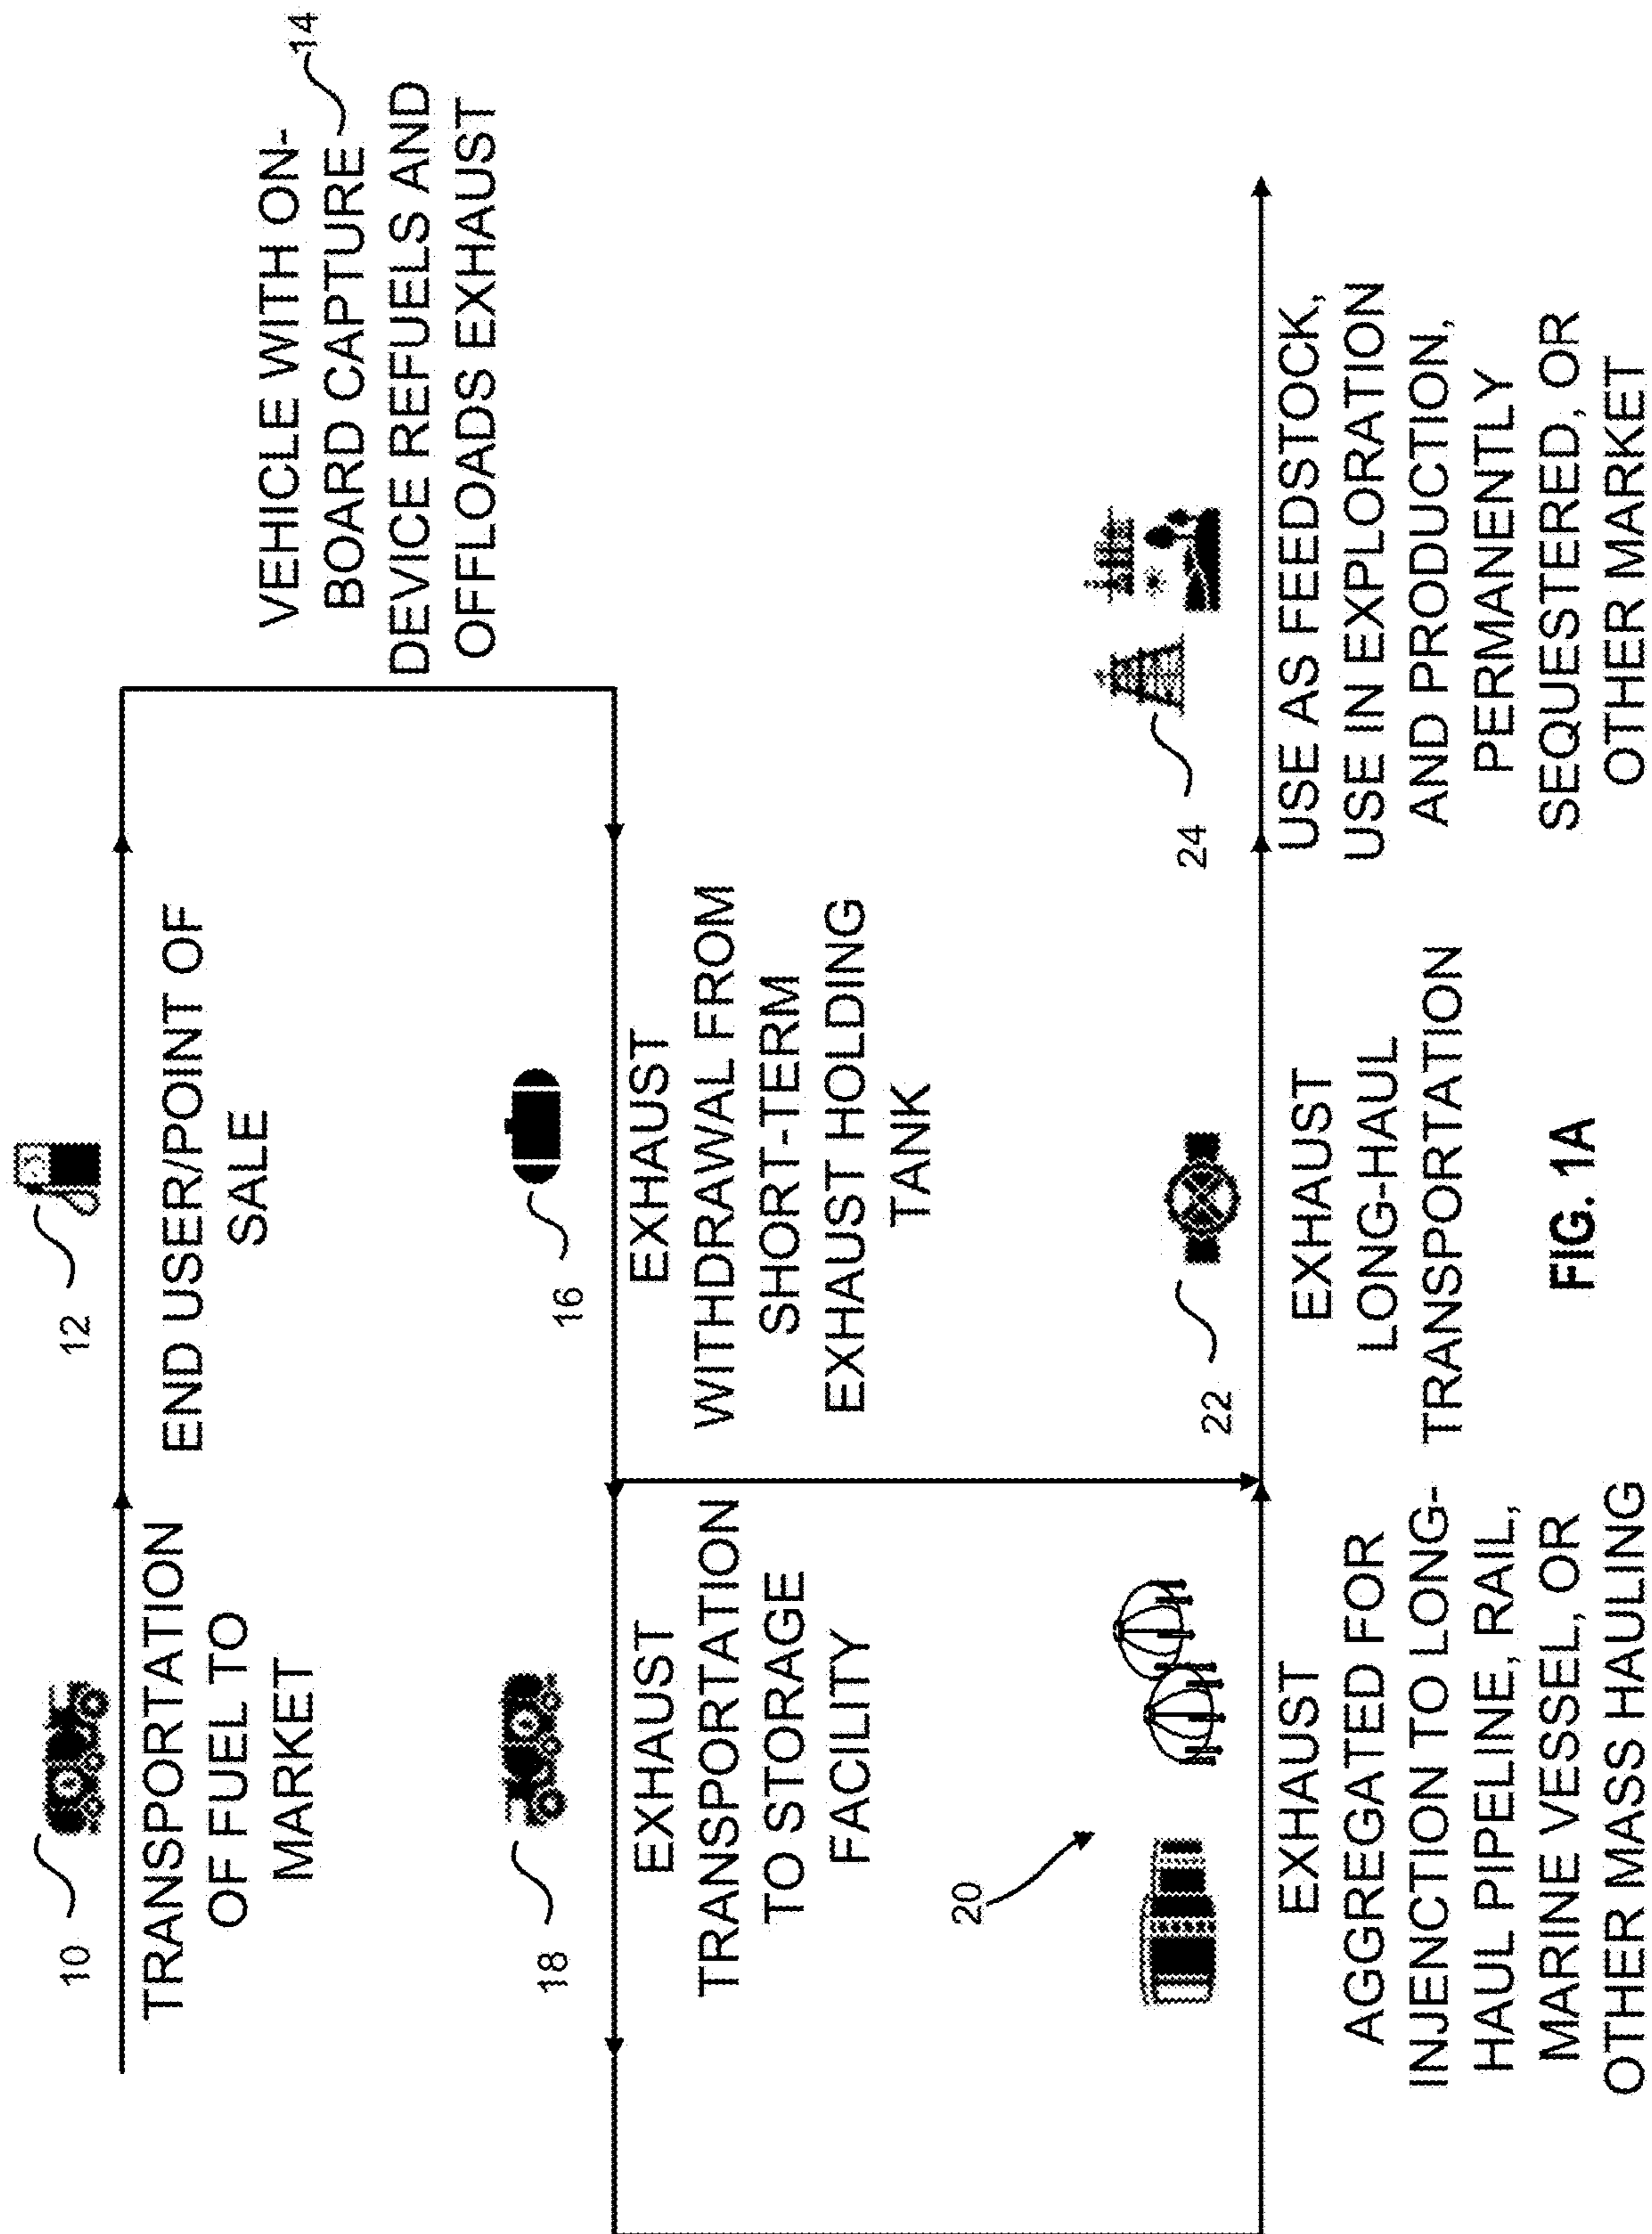 10
TRANSPORTATION
OF FUEL TO
MARKET
12
END USER/POINT OF
SALE
VEHICLE WITH ON-
BOARD CAPTURE
DEVICE REFUELS AND
OFFLOADS EXHAUST
14
18
EXHAUST
TRANSPORTATION
TO STORAGE
FACILITY
16
EXHAUST
WITHDRAWAL FROM
SHORT-TERM
EXHAUST HOLDING
TANK
20
EXHAUST
AGGREGATED FOR
INJENCTION TO LONG-
HAUL PIPELINE, RAIL,
MARINE VESSEL, OR
OTHER MASS HAULING
22
EXHAUST
LONG-HAUL
TRANSPORTATION
24
USE AS FEEDSTOCK,
USE IN EXPLORATION
AND PRODUCTION,
PERMANENTLY
SEQUESTERED, OR
OTHER MARKET
FIG. 1A